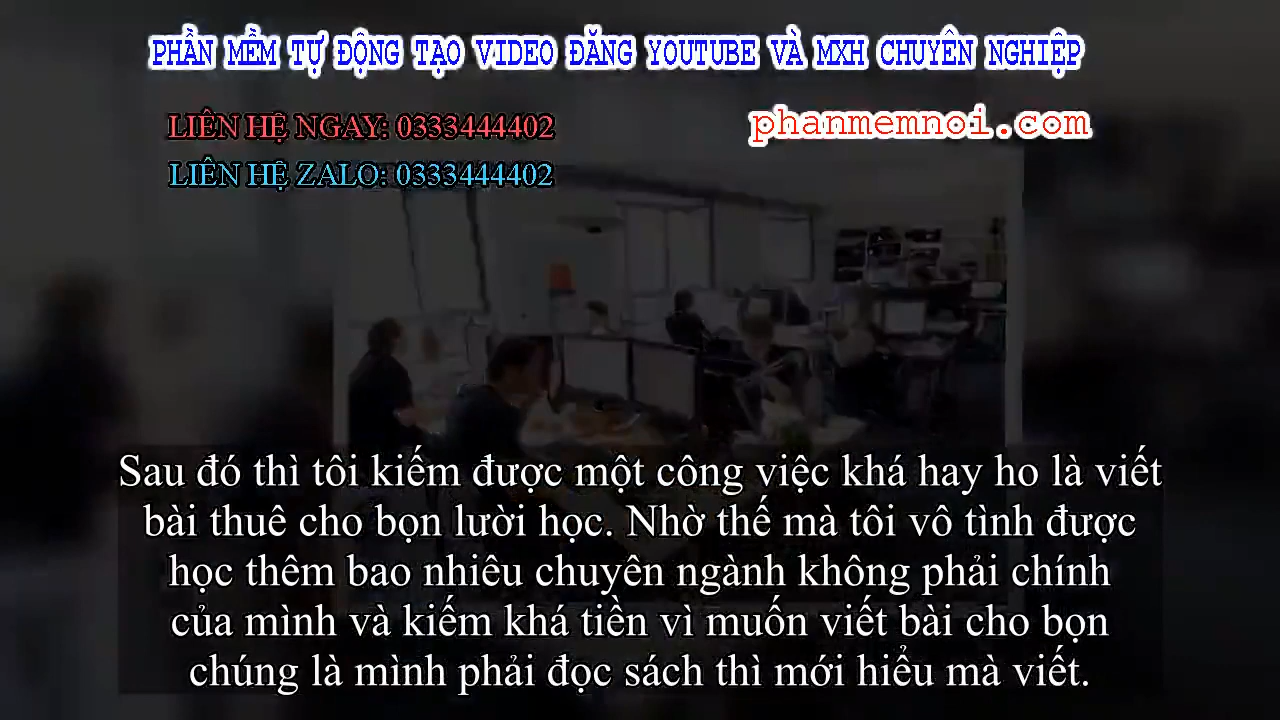 PHẦN MỀM TỰ ĐỘNG TẠO VIDEO ĐĂNG YOUTUBE VÀ MXH CHUYÊN NGHIỆP
LIÊN HỆ NGAY: 0333444402
phanmemnoi.com
LIÊN HỆ ZALO: 0333444402
Sau đó thì tôi kiếm được một công việc khá hay ho là viết
bài thuê cho bọn lười học. Nhờ thế mà tôi vô tình được
học thêm bao nhiêu chuyên ngành không phải chính
của mình và kiếm khá tiền vì muốn viết bài cho bọn
chúng là mình phải đọc sách thì mới hiểu mà viết.